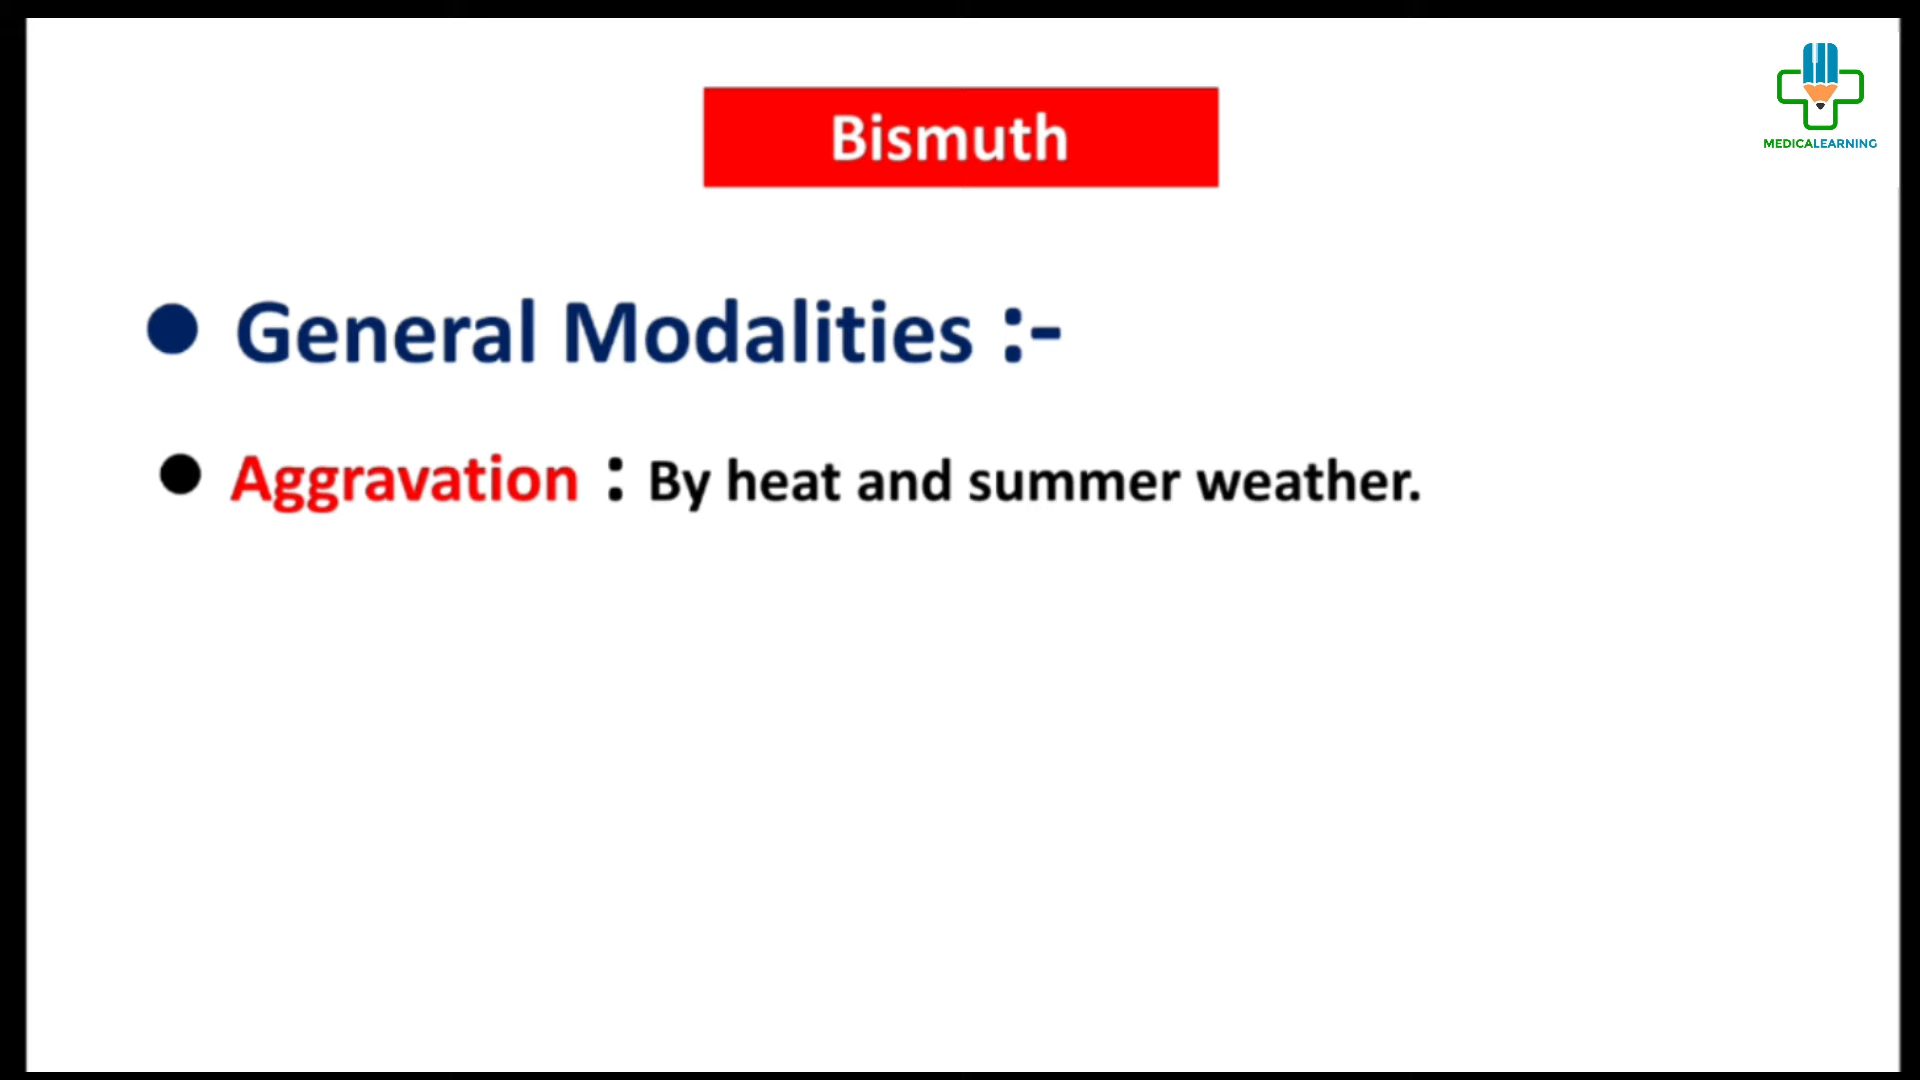 Bismuth
MEDICALEARNING
● General Modalities :-
● Aggravation : By heat and summer weather.